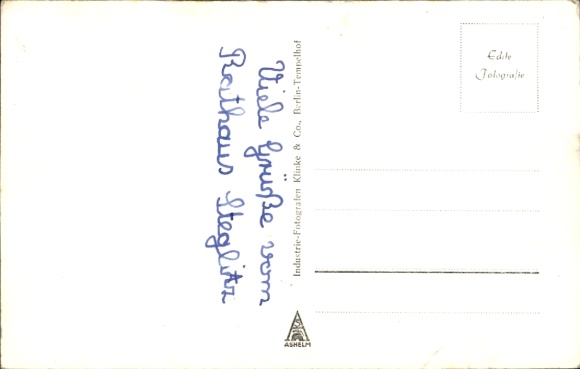 Viele Grüße vom
Rathaus Steglitz
Industrie-Fotografen Klinke & Co., Berlin-Tempelhof
Echte
Fotografie
ASHELM